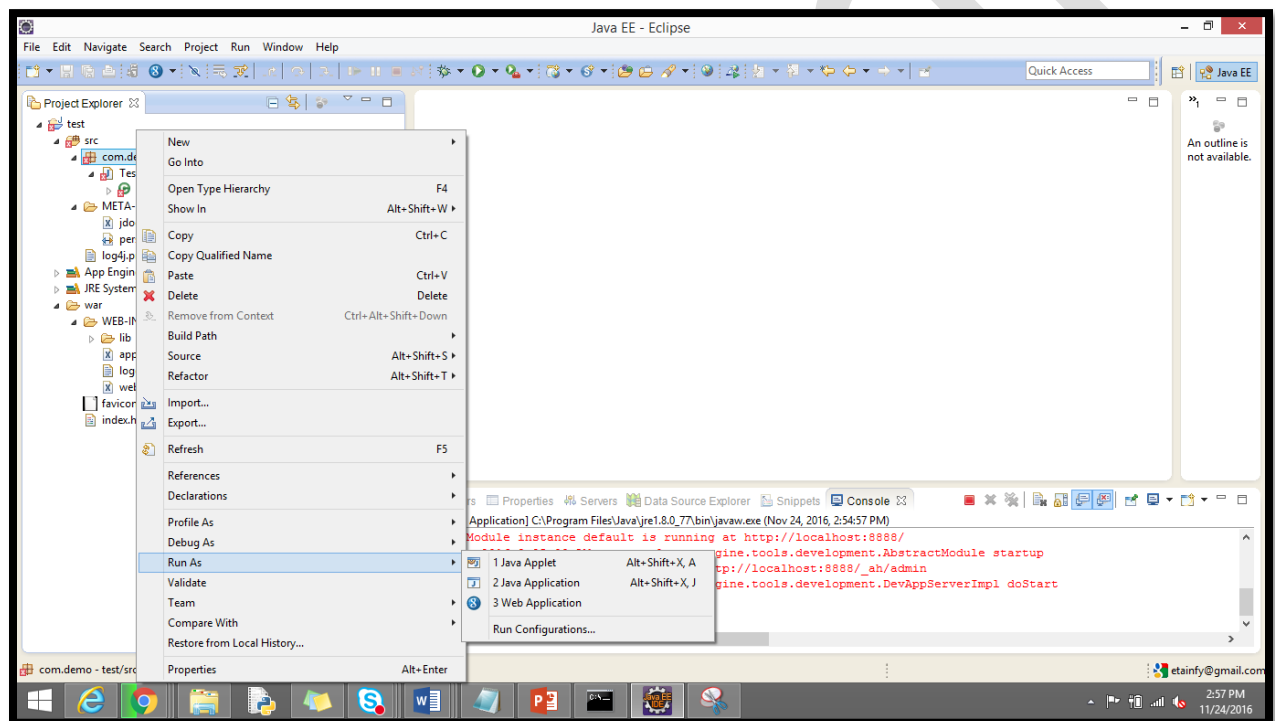 Java EE - Eclipse
File Edit Navigate Search Project Run Window Help
Quick Access
Java EE
Project Explorer
test
src
com.de
Tes
META-
jdo
per
log4j.p
App Engin
JRE System
war
WEB-IN
lib
app
log
web
favicon
index.h
New
Go Into
Open Type Hierarchy F4
Show In Alt+Shift+W
Copy Ctrl+C
Copy Qualified Name
Paste Ctrl+V
Delete Delete
Remove from Context Ctrl+Alt+Shift+Down
Build Path
Source Alt+Shift+S
Refactor Alt+Shift+T
Import...
Export...
Refresh F5
References
Declarations
Profile As
Debug As
Run As
Validate
Team
Compare With
Restore from Local History...
Properties Alt+Enter
1 Java Applet Alt+Shift+X, A
2 Java Application Alt+Shift+X, J
3 Web Application
Run Configurations...
An outline is
not available.
rs Properties Servers Data Source Explorer Snippets Console
Application] C:\Program Files\Java\jre1.8.0_77\bin\javaw.exe (Nov 24, 2016, 2:54:57 PM)
Module instance default is running at http://localhost:8888/
gine.tools.development.AbstractModule startup
tp://localhost:8888/_ah/admin
gine.tools.development.DevAppServerImpl doStart
com.demo - test/src
etainfy@gmail.com
2:57 PM
11/24/2016